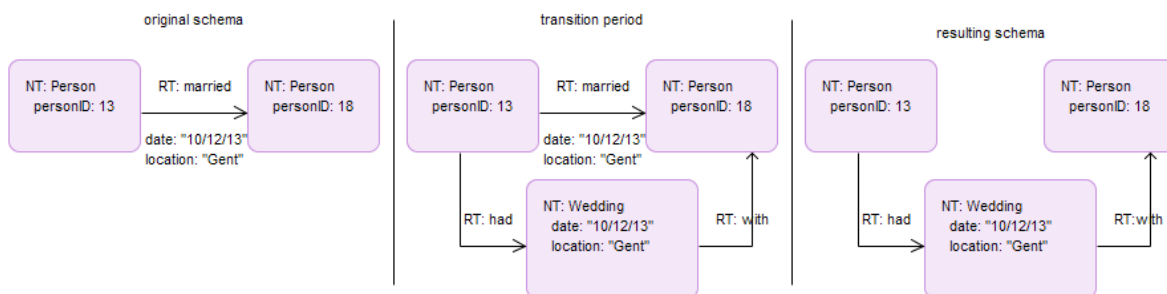 original schema
NT: Person
personID: 13
RT: married
date: "10/12/13"
location: "Gent"
NT: Person
personID: 18
transition period
NT: Person
personID: 13
RT: married
date: "10/12/13"
location: "Gent"
NT: Person
personID: 18
RT: had
NT: Wedding
date: "10/12/13"
location: "Gent"
RT: with
resulting schema
NT: Person
personID: 13
NT: Person
personID: 18
RT: had
NT: Wedding
date: "10/12/13"
location: "Gent"
RT:with